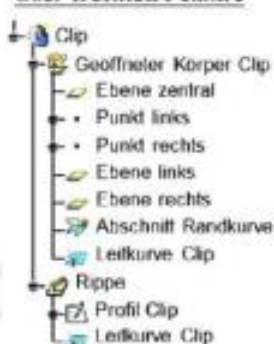 Clip
Geöffneter Körper Clip
Ebene zentral
Punkt links
Punkt rechts
Ebene links
Ebene rechts
Abschnitt Randkurve
Leitkurve Clip
Rippe
Profil Clip
Leitkurve Clip